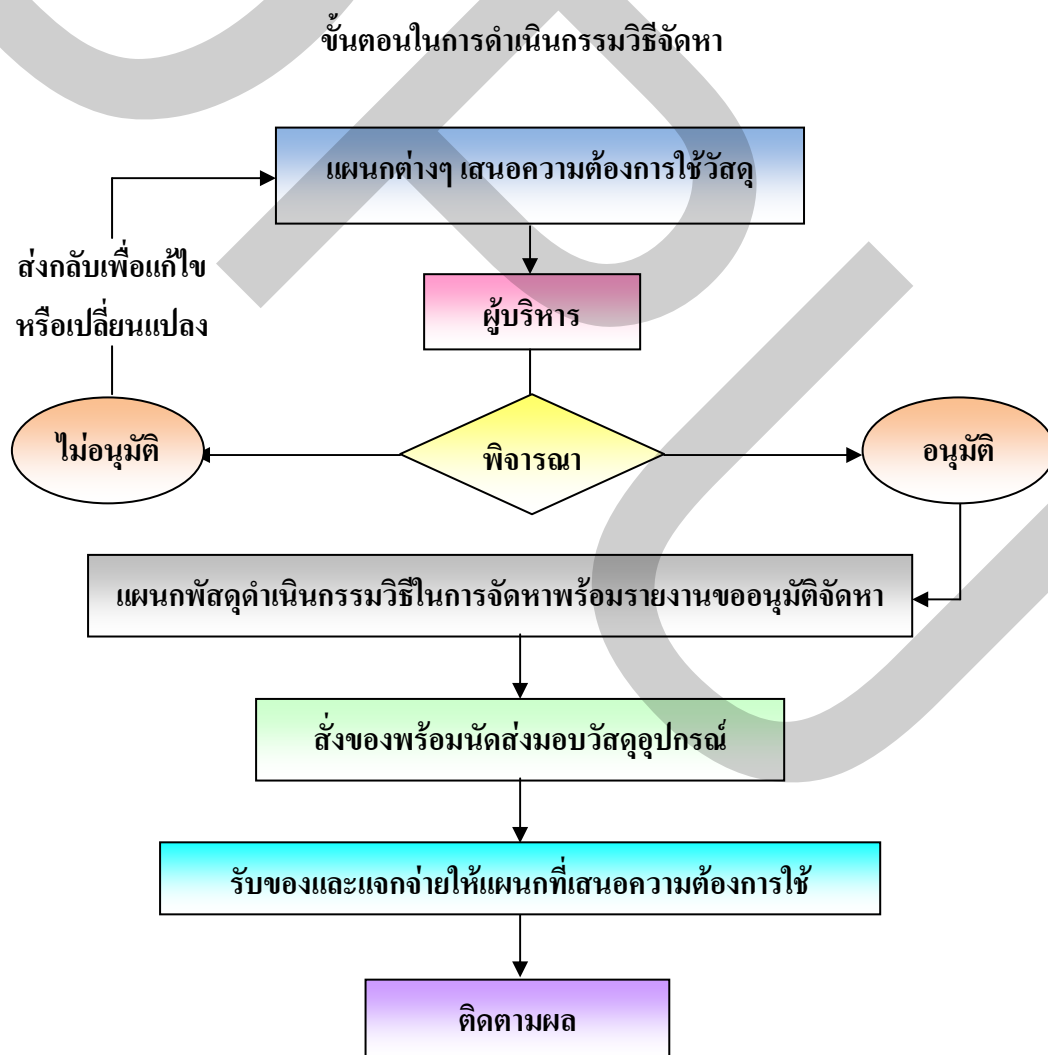 ขั้นตอนในการดำเนินกรรมวิธีจัดหา
แผนกต่างๆ เสนอความต้องการใช้วัสดุ
ส่งกลับเพื่อแก้ไข
หรือเปลี่ยนแปลง
ผู้บริหาร
ไม่อนุมัติ
พิจารณา
อนุมัติ
แผนกพัสดุดำเนินกรรมวิธีในการจัดหาพร้อมรายงานขออนุมัติจัดหา
สั่งของพร้อมนัดส่งมอบวัสดุอุปกรณ์
รับของและแจกจ่ายให้แผนกที่เสนอความต้องการใช้
ติดตามผล